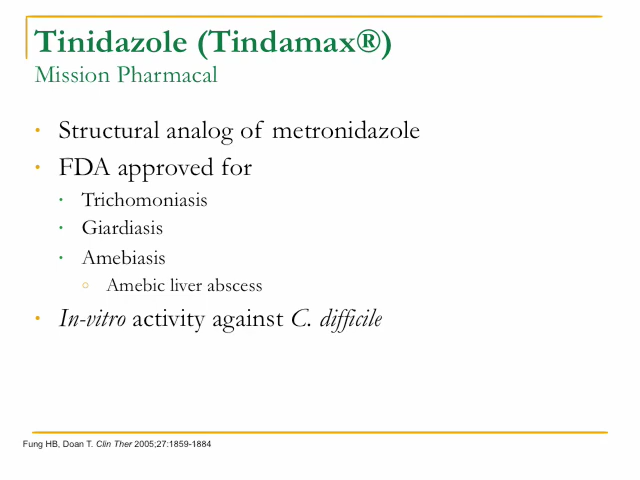 Tinidazole (Tindamax®)
Mission Pharmacal
• Structural analog of metronidazole
• FDA approved for
• Trichomoniasis
• Giardiasis
• Amebiasis
○ Amebic liver abscess
• In-vitro activity against C. difficile
Fung HB, Doan T. Clin Ther 2005;27:1859-1884